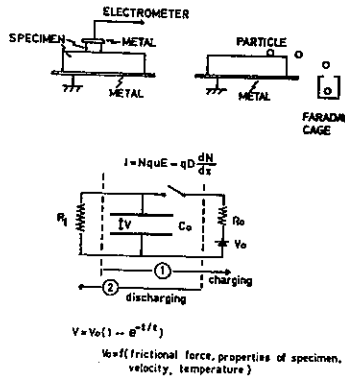 ELECTROMETER
SPECIMEN
METAL
METAL
PARTICLE
METAL
FARADAY
CAGE
I = NquE - qD dN/dx
R₁
V
C₀
R₀
V₀
① charging
② discharging
V = V₀(1 - e^-t/τ)
V₀=f(frictional force, properties of specimen,
velocity, temperature)